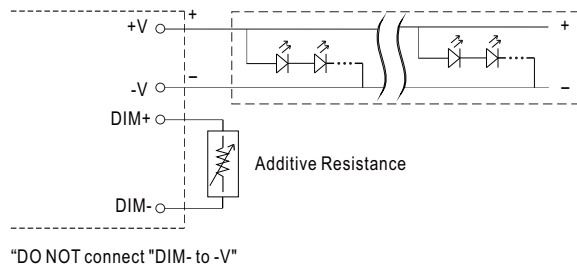 +V
+
+
-V
–
–
DIM+
Additive Resistance
DIM-
“DO NOT connect "DIM- to -V"